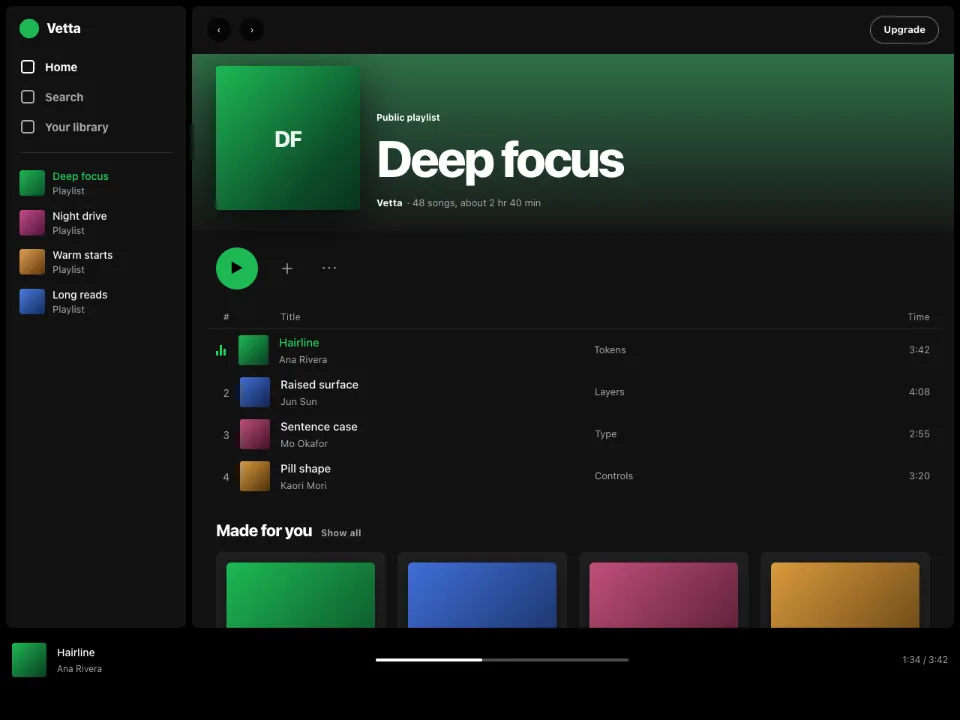 Vetta
Home
Search
Your library
Deep focus
Playlist
Night drive
Playlist
Warm starts
Playlist
Long reads
Playlist
‹ ›
Upgrade
DF
Public playlist
Deep focus
Vetta · 48 songs, about 2 hr 40 min
+ ···
# Title Time
Hairline
Ana Rivera
Tokens 3:42
2
Raised surface
Jun Sun
Layers 4:08
3
Sentence case
Mo Okafor
Type 2:55
4
Pill shape
Kaori Mori
Controls 3:20
Made for you Show all
Hairline
Ana Rivera
1:34 / 3:42